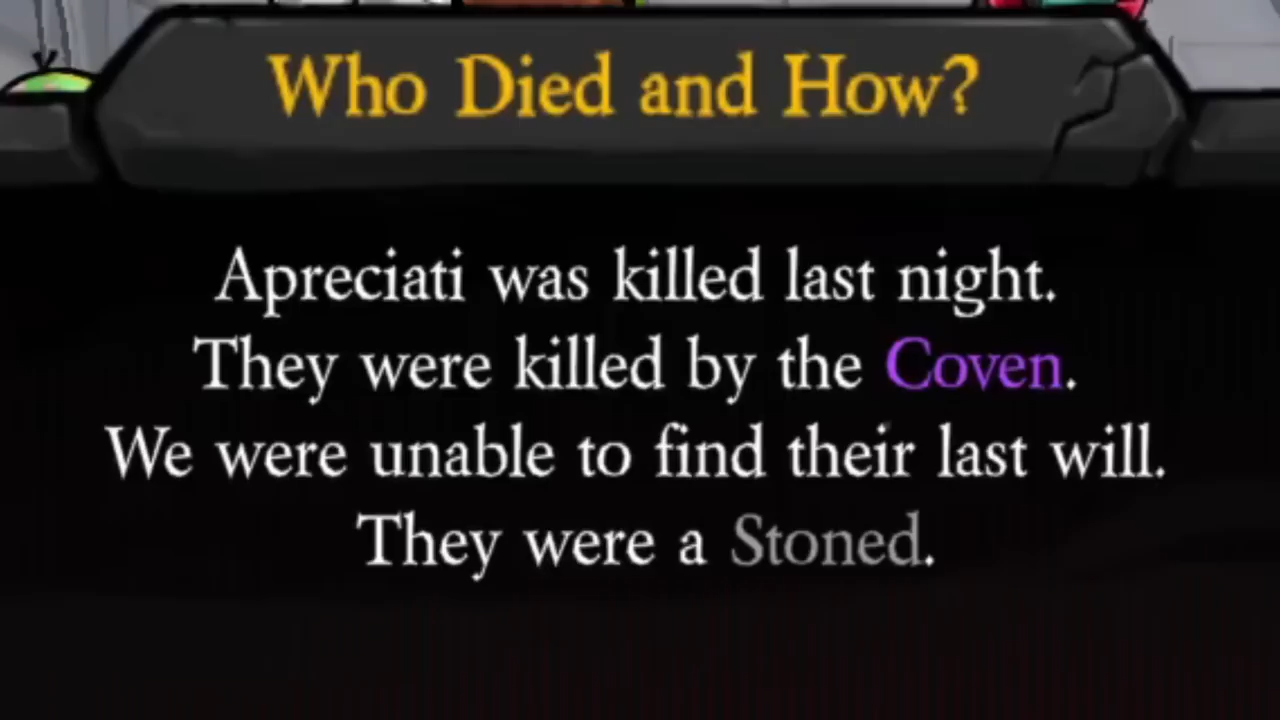 Who Died and How?
Apreciati was killed last night.
They were killed by the Coven.
We were unable to find their last will.
They were a Stoned.